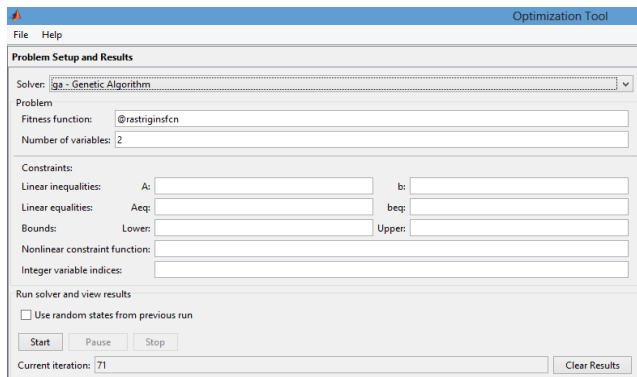 Optimization Tool
File Help
Problem Setup and Results
Solver: ga - Genetic Algorithm
Problem
Fitness function: @rastriginsfcn
Number of variables: 2
Constraints:
Linear inequalities: A: b:
Linear equalities: Aeq: beq:
Bounds: Lower: Upper:
Nonlinear constraint function:
Integer variable indices:
Run solver and view results
Use random states from previous run
Start Pause Stop
Current iteration: 71 Clear Results